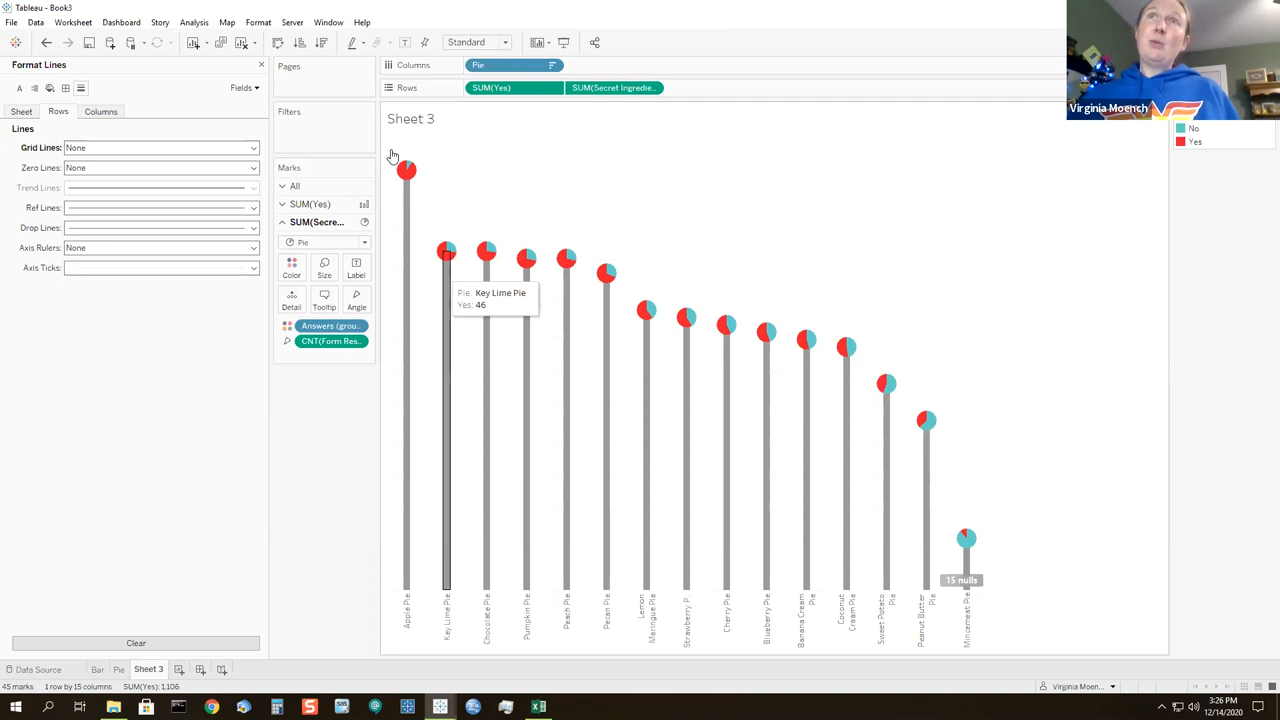 Tableau - Book3
File Data Worksheet Dashboard Story Analysis Map Format Server Window Help
Standard
Format Lines
Fields
Sheet Rows Columns
Lines
Grid Lines: None
Zero Lines: None
Trend Lines:
Ref Lines:
Drop Lines:
Axis Rulers: None
Axis Ticks:
Clear
Pages
Filters
Marks
All
SUM(Yes)
SUM(Secre...
Pie
Color Size Label
Detail Tooltip Angle
Answers (grou..
CNT(Form Res..
Columns Pie
Rows SUM(Yes) SUM(Secret Ingredie..
Sheet 3
Pie: Key Lime Pie
Yes: 46
15 nulls
Apple Pie
Key Lime Pie
Chocolate Pie
Pumpkin Pie
Peach Pie
Pecan Pie
Lemon
Meringue Pie
Strawberry P..
Cherry Pie
Blueberry Pie
Banana Cream
Pie
Coconut
Cream Pie
Sweet Potato
Pie
Peanut Butter
Pie
Mincemeat Pie
Virginia Moench
No
Yes
Data Source Bar Pie Sheet 3
45 marks 1 row by 15 columns SUM(Yes): 1,106
Virginia Moen...
3:26 PM
12/14/2020